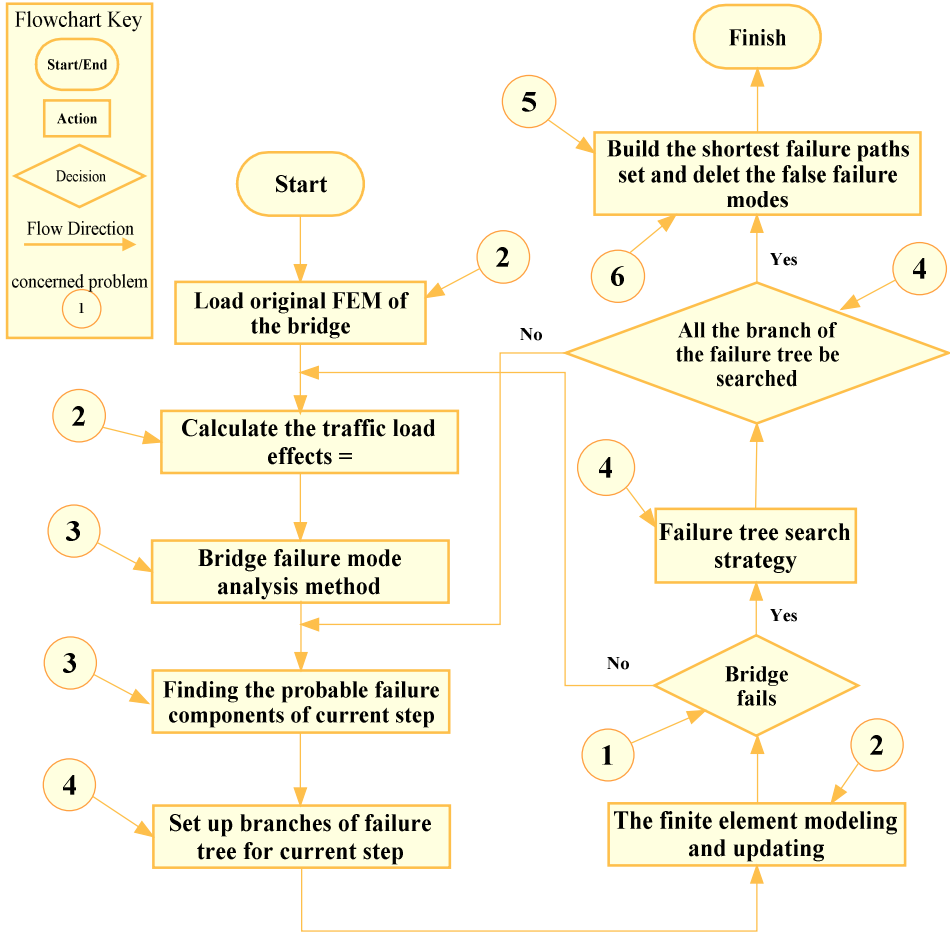 Flowchart Key
Start/End
Action
Decision
Flow Direction
concerned problem
1
Start
2
Load original FEM of
the bridge
2
Calculate the traffic load
effects =
3
Bridge failure mode
analysis method
3
Finding the probable failure
components of current step
4
Set up branches of failure
tree for current step
Finish
5
Build the shortest failure paths
set and delet the false failure
modes
6
Yes
4
No
All the branch of
the failure tree be
searched
4
Failure tree search
strategy
Yes
No
Bridge
fails
1
2
The finite element modeling
and updating